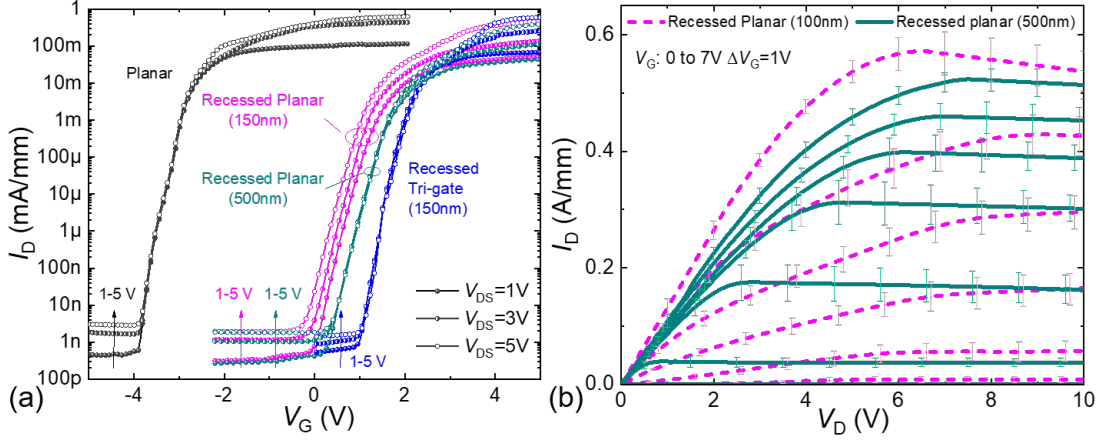 1
100m
10m
1m
100µ
10µ
1µ
100n
10n
1n
100p
I_D (mA/mm)
Planar
Recessed Planar
(150nm)
Recessed Planar
(500nm)
Recessed
Tri-gate
(150nm)
1-5 V
1-5 V
1-5 V
1-5 V
V_DS=1V
V_DS=3V
V_DS=5V
-4
-2
0
2
4
(a)
V_G (V)
Recessed Planar (100nm)
Recessed planar (500nm)
V_G: 0 to 7V ΔV_G=1V
0.6
0.4
0.2
0.0
I_D (A/mm)
0
2
4
6
8
10
(b)
V_D (V)